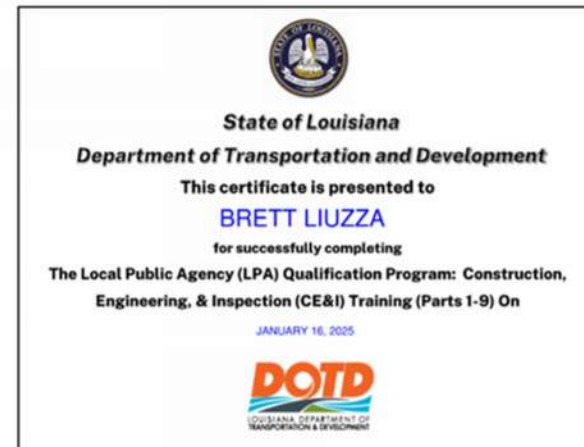 STATE OF LOUISIANA
State of Louisiana
Department of Transportation and Development
This certificate is presented to
BRETT LIUZZA
for successfully completing
The Local Public Agency (LPA) Qualification Program: Construction,
Engineering, & Inspection (CE&I) Training (Parts 1-9) On
JANUARY 16, 2025
DOTD
LOUISIANA DEPARTMENT OF
TRANSPORTATION & DEVELOPMENT